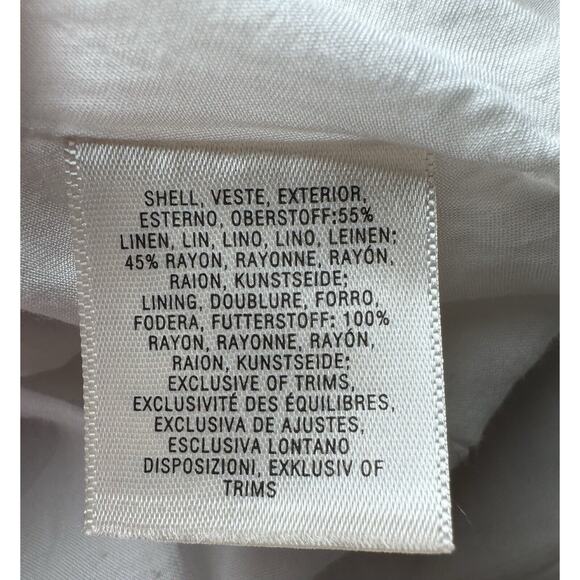 SHELL, VESTE, EXTERIOR,
ESTERNO, OBERSTOFF:55%
LINEN, LIN, LINO, LINO, LEINEN;
45% RAYON, RAYONNE, RAYÓN,
RAION, KUNSTSEIDE;
LINING, DOUBLURE, FORRO,
FODERA, FUTTERSTOFF: 100%
RAYON, RAYONNE, RAYÓN,
RAION, KUNSTSEIDE;
EXCLUSIVE OF TRIMS,
EXCLUSIVITÉ DES ÉQUILIBRES,
EXCLUSIVA DE AJUSTES,
ESCLUSIVA LONTANO
DISPOSIZIONI, EXKLUSIV OF
TRIMS